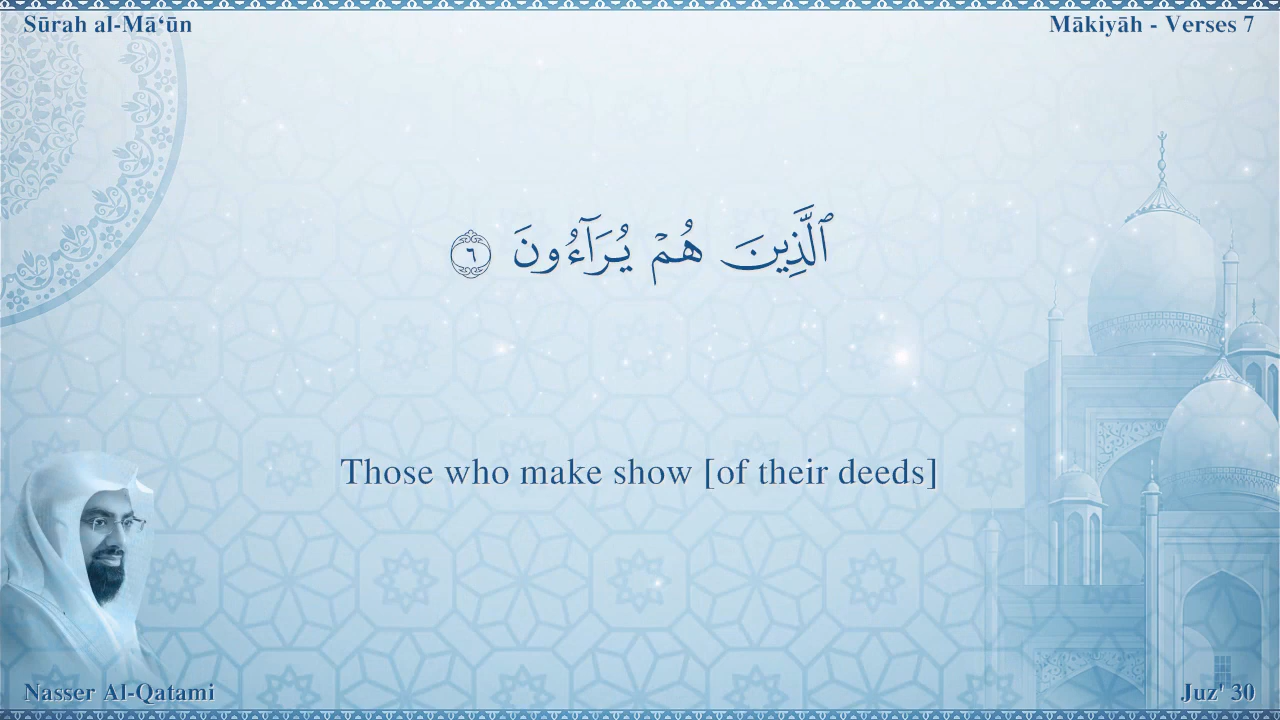 Sūrah al-Mā‘ūn
Mākiyāh - Verses 7
ٱلَّذِينَ هُمۡ يُرَآءُونَ ٦
Those who make show [of their deeds]
Nasser Al-Qatami
Juz' 30